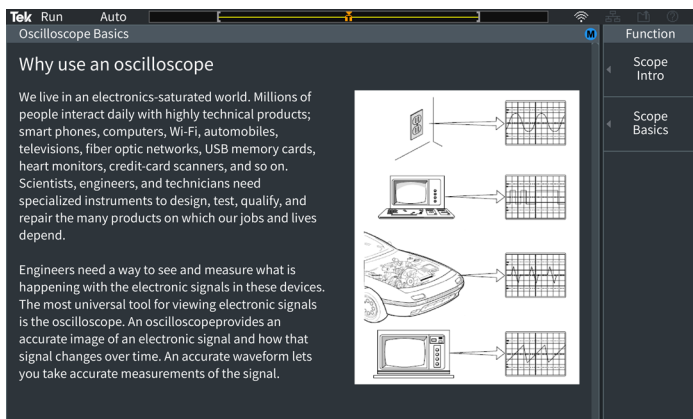 Tek Run Auto
Oscilloscope Basics
M
Function
Why use an oscilloscope
We live in an electronics-saturated world. Millions of
people interact daily with highly technical products;
smart phones, computers, Wi-Fi, automobiles,
televisions, fiber optic networks, USB memory cards,
heart monitors, credit-card scanners, and so on.
Scientists, engineers, and technicians need
specialized instruments to design, test, qualify, and
repair the many products on which our jobs and lives
depend.
Engineers need a way to see and measure what is
happening with the electronic signals in these devices.
The most universal tool for viewing electronic signals
is the oscilloscope. An oscilloscopeprovides an
accurate image of an electronic signal and how that
signal changes over time. An accurate waveform lets
you take accurate measurements of the signal.
Scope
Intro
Scope
Basics